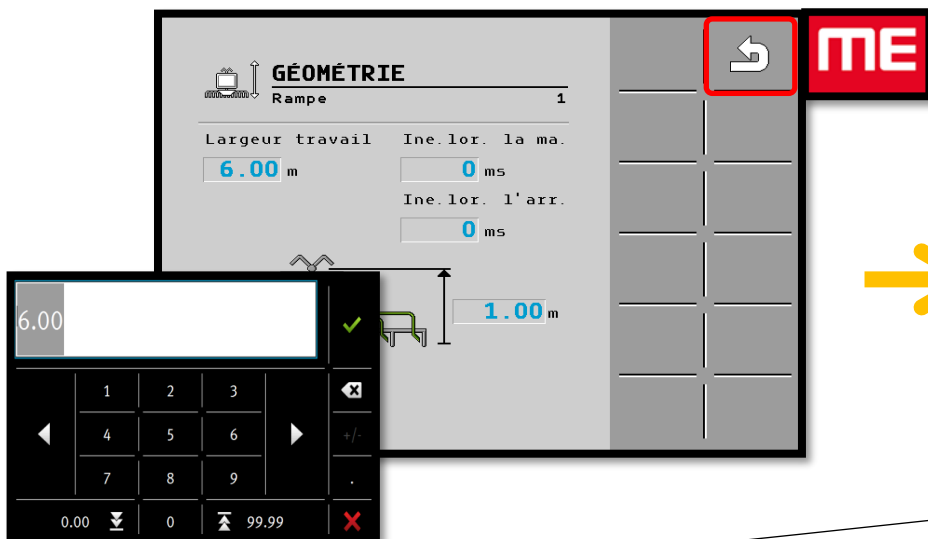 ME
GÉOMÉTRIE
Rampe 1
Largeur travail Ine.lor. la ma.
6.00 m 0 ms
Ine.lor. l'arr.
0 ms
1.00 m
6.00
1 2 3
4 5 6 +/-
7 8 9 .
0.00 0 99.99